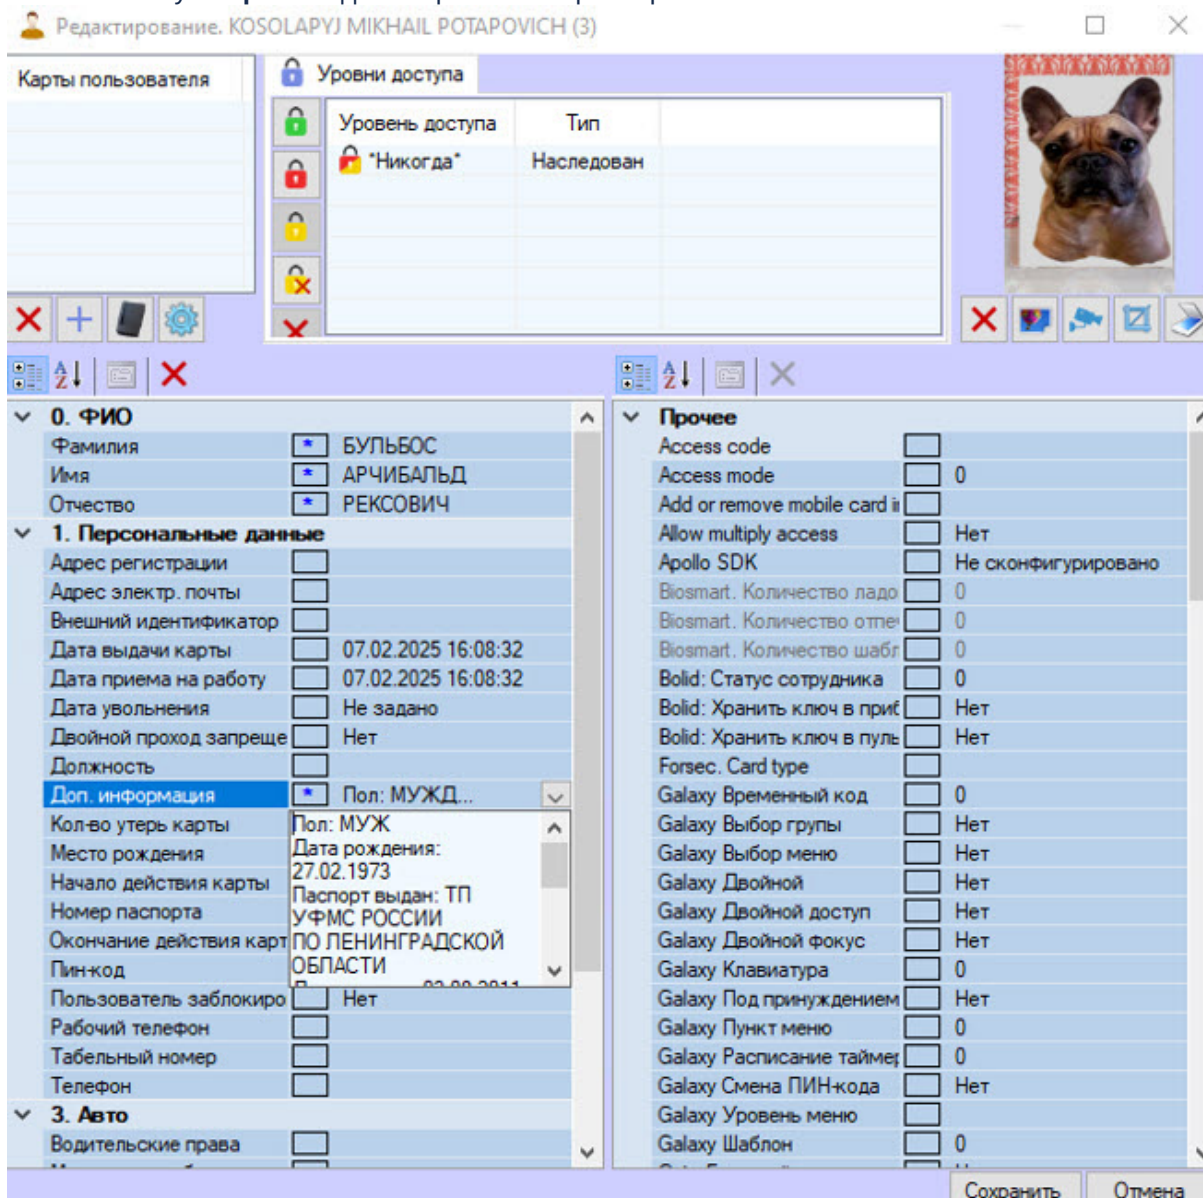 Редактирование. KOSOLAPYJ MIKHAIL POTAPOVICH (3)
Карты пользователя
Уровни доступа
Уровень доступа Тип
"Никогда" Наследован
0. ФИО
Фамилия * БУЛЬБОС
Имя * АРЧИБАЛЬД
Отчество * РЕКСОВИЧ
1. Персональные данные
Адрес регистрации
Адрес электр. почты
Внешний идентификатор
Дата выдачи карты 07.02.2025 16:08:32
Дата приема на работу 07.02.2025 16:08:32
Дата увольнения Не задано
Двойной проход запреще Нет
Должность
Доп. информация * Пол: МУЖД...
Кол-во утерь карты
Место рождения
Начало действия карты
Номер паспорта
Окончание действия карт
Пин-код
Пол: МУЖ
Дата рождения:
27.02.1973
Паспорт выдан: ТП
УФМС РОССИИ
ПО ЛЕНИНГРАДСКОЙ
ОБЛАСТИ
Пользователь заблокиро Нет
Рабочий телефон
Табельный номер
Телефон
3. Авто
Водительские права
Прочее
Access code
Access mode 0
Add or remove mobile card i
Allow multiply access Нет
Apollo SDK Не сконфигурировано
Biosmart. Количество ладо 0
Biosmart. Количество отпе 0
Biosmart. Количество шабл 0
Bolid: Статус сотрудника 0
Bolid: Хранить ключ в приб Нет
Bolid: Хранить ключ в пуль Нет
Forsec. Card type
Galaxy Временный код 0
Galaxy Выбор групы Нет
Galaxy Выбор меню Нет
Galaxy Двойной Нет
Galaxy Двойной доступ Нет
Galaxy Двойной фокус Нет
Galaxy Клавиатура 0
Galaxy Под принуждением Нет
Galaxy Пункт меню 0
Galaxy Расписание таймер 0
Galaxy Смена ПИН-кода Нет
Galaxy Уровень меню
Galaxy Шаблон 0
Сохранить Отмена